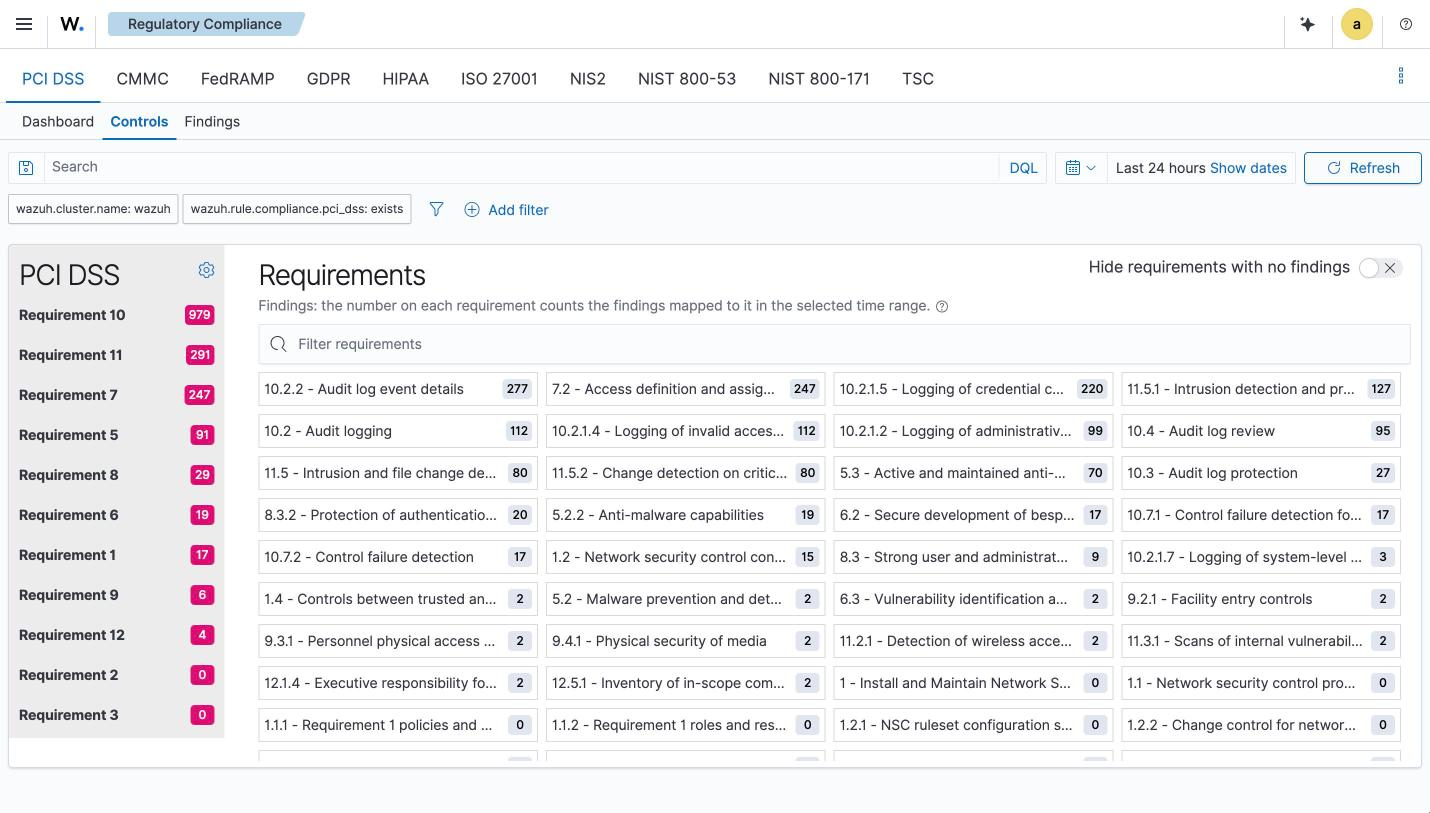 W. Regulatory Compliance a
PCI DSS CMMC FedRAMP GDPR HIPAA ISO 27001 NIS2 NIST 800-53 NIST 800-171 TSC
Dashboard Controls Findings
Search DQL Last 24 hours Show dates Refresh
wazuh.cluster.name: wazuh wazuh.rule.compliance.pci_dss: exists Add filter
PCI DSS
Requirement 10 979
Requirement 11 291
Requirement 7 247
Requirement 5 91
Requirement 8 29
Requirement 6 19
Requirement 1 17
Requirement 9 6
Requirement 12 4
Requirement 2 0
Requirement 3 0
Requirements Hide requirements with no findings
Findings: the number on each requirement counts the findings mapped to it in the selected time range.
Filter requirements
10.2.2 - Audit log event details 277 7.2 - Access definition and assig... 247 10.2.1.5 - Logging of credential c... 220 11.5.1 - Intrusion detection and pr... 127
10.2 - Audit logging 112 10.2.1.4 - Logging of invalid acces... 112 10.2.1.2 - Logging of administrativ... 99 10.4 - Audit log review 95
11.5 - Intrusion and file change de... 80 11.5.2 - Change detection on critic... 80 5.3 - Active and maintained anti-... 70 10.3 - Audit log protection 27
8.3.2 - Protection of authenticatio... 20 5.2.2 - Anti-malware capabilities 19 6.2 - Secure development of besp... 17 10.7.1 - Control failure detection fo... 17
10.7.2 - Control failure detection 17 1.2 - Network security control con... 15 8.3 - Strong user and administrat... 9 10.2.1.7 - Logging of system-level ... 3
1.4 - Controls between trusted an... 2 5.2 - Malware prevention and det... 2 6.3 - Vulnerability identification a... 2 9.2.1 - Facility entry controls 2
9.3.1 - Personnel physical access ... 2 9.4.1 - Physical security of media 2 11.2.1 - Detection of wireless acce... 2 11.3.1 - Scans of internal vulnerabil... 2
12.1.4 - Executive responsibility fo... 2 12.5.1 - Inventory of in-scope com... 2 1 - Install and Maintain Network S... 0 1.1 - Network security control pro... 0
1.1.1 - Requirement 1 policies and ... 0 1.1.2 - Requirement 1 roles and res... 0 1.2.1 - NSC ruleset configuration s... 0 1.2.2 - Change control for networ... 0